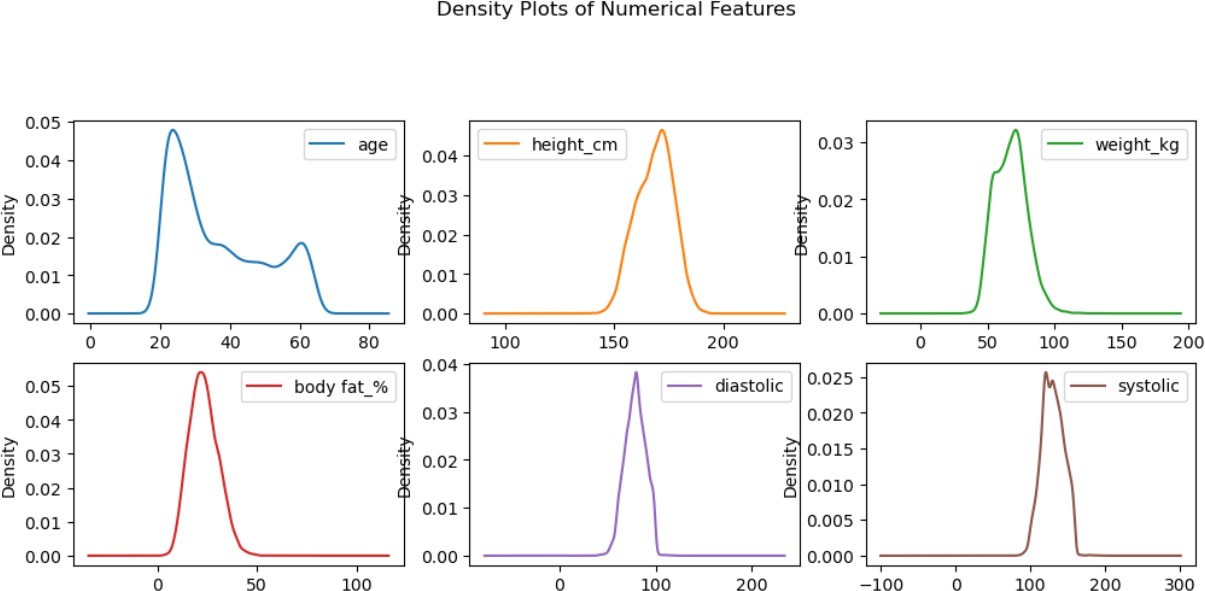 Density Plots of Numerical Features
0.05
0.04
0.03
0.02
0.01
0.00
Density
0 20 40 60 80
age
0.04
0.03
0.02
0.01
0.00
Density
100 150 200
height_cm
0.03
0.02
0.01
0.00
Density
0 50 100 150 200
weight_kg
0.05
0.04
0.03
0.02
0.01
0.00
Density
0 50 100
body fat_%
0.04
0.03
0.02
0.01
0.00
Density
0 100 200
diastolic
0.025
0.020
0.015
0.010
0.005
0.000
Density
−100 0 100 200 300
systolic